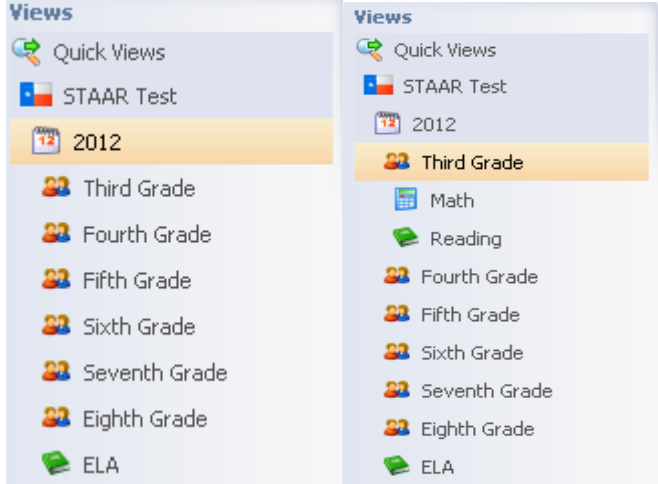 Views
Quick Views
STAAR Test
2012
Third Grade
Fourth Grade
Fifth Grade
Sixth Grade
Seventh Grade
Eighth Grade
ELA
Views
Quick Views
STAAR Test
2012
Third Grade
Math
Reading
Fourth Grade
Fifth Grade
Sixth Grade
Seventh Grade
Eighth Grade
ELA